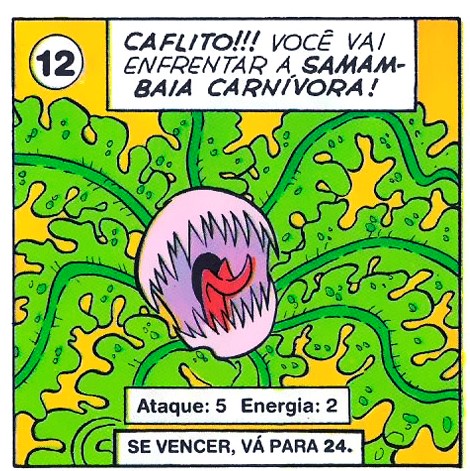 12
CAFLITO!!! VOCÊ VAI
ENFRENTAR A SAMAM-
BAIA CARNÍVORA!
Ataque: 5 Energia: 2
SE VENCER, VÁ PARA 24.